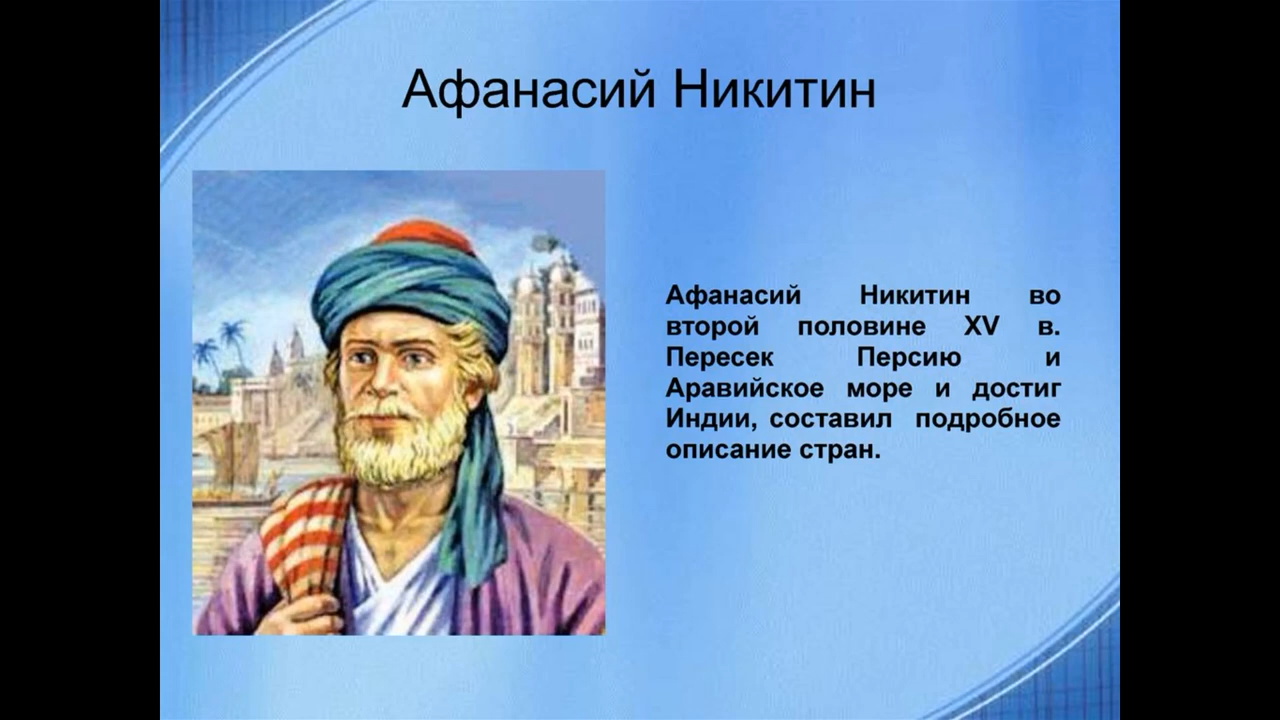 Афанасий Никитин
Афанасий Никитин во
второй половине XV в.
Пересек Персию и
Аравийское море и достиг
Индии, составил подробное
описание стран.